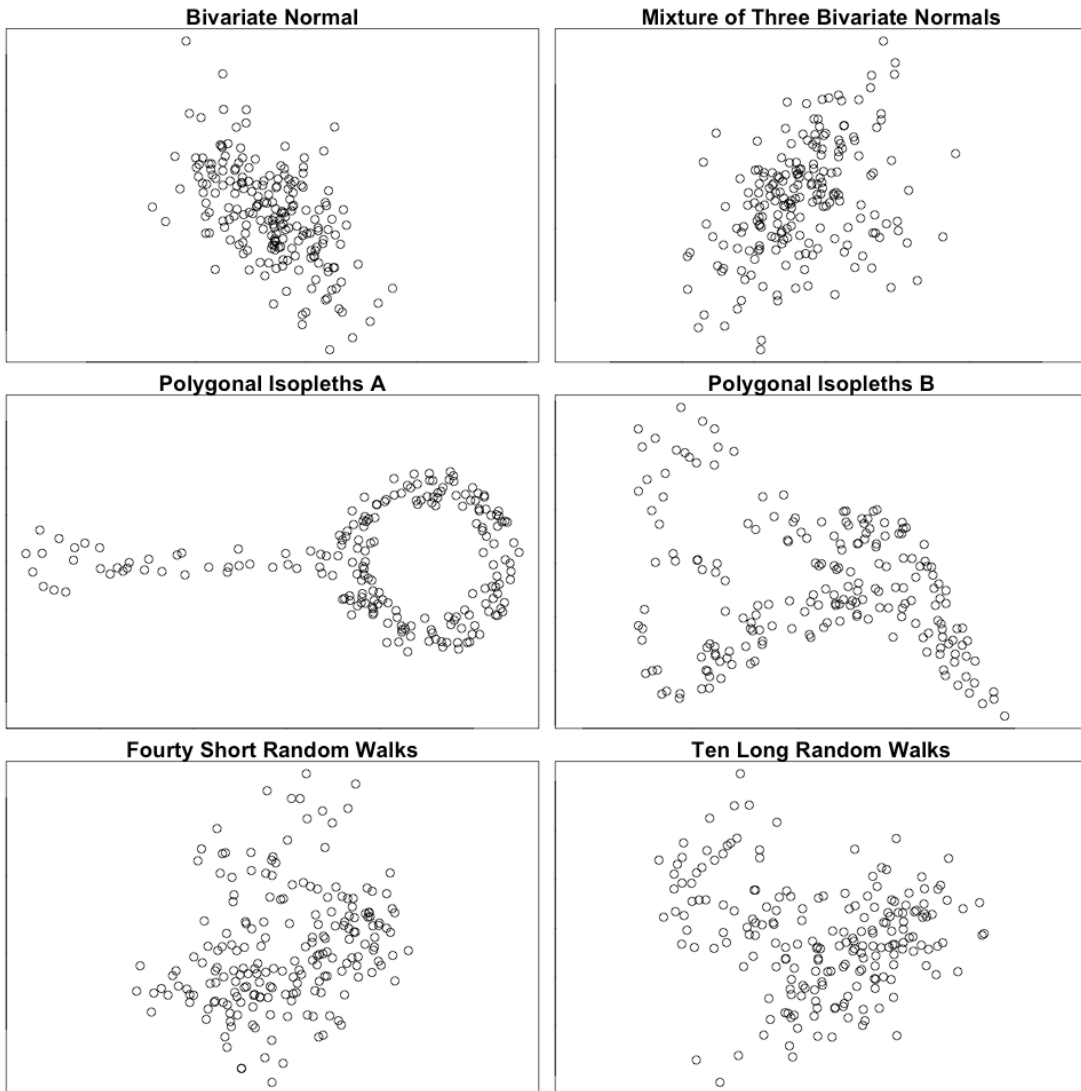 Bivariate Normal
Mixture of Three Bivariate Normals
Polygonal Isopleths A
Polygonal Isopleths B
Fourty Short Random Walks
Ten Long Random Walks